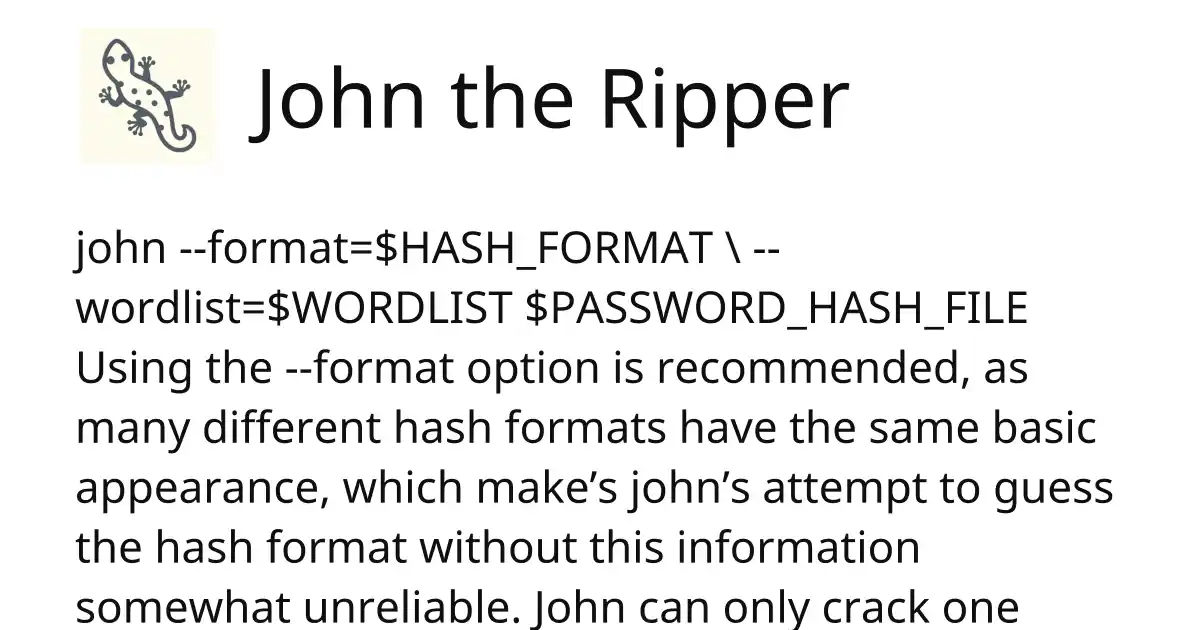 John the Ripper
john --format=$HASH_FORMAT \ --
wordlist=$WORDLIST $PASSWORD_HASH_FILE
Using the --format option is recommended, as
many different hash formats have the same basic
appearance, which make’s john’s attempt to guess
the hash format without this information
somewhat unreliable. John can only crack one